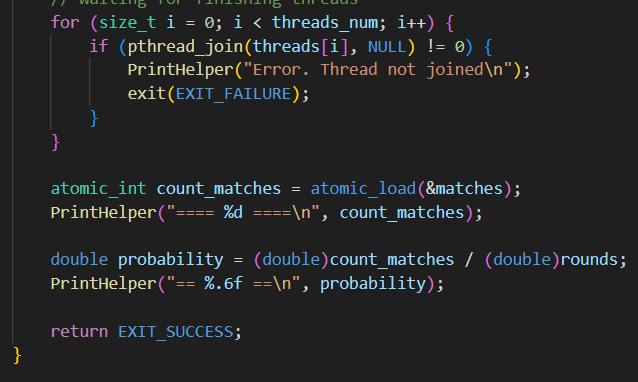 // Waiting for finishing threads
for (size_t i = 0; i < threads_num; i++) {
if (pthread_join(threads[i], NULL) != 0) {
PrintHelper("Error. Thread not joined\n");
exit(EXIT_FAILURE);
}
}
atomic_int count_matches = atomic_load(&matches);
PrintHelper("==== %d ====\n", count_matches);
double probability = (double)count_matches / (double)rounds;
PrintHelper("== %.6f ==\n", probability);
return EXIT_SUCCESS;
}